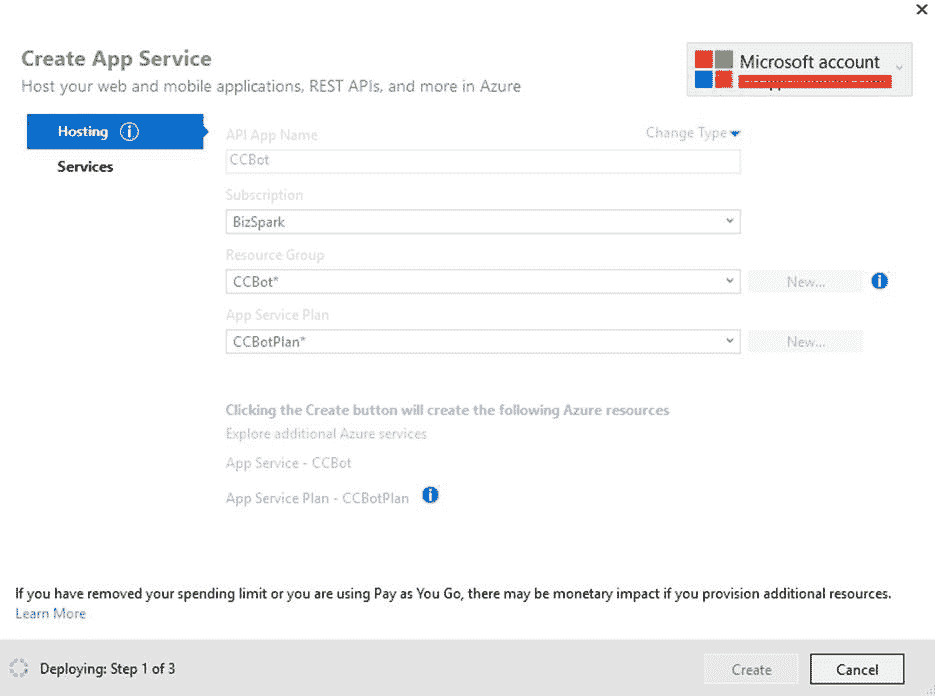 Create App Service
Host your web and mobile applications, REST APIs, and more in Azure
Microsoft account
Hosting
Services
API App Name
Change Type
CCBot
Subscription
BizSpark
Resource Group
CCBot*
New...
App Service Plan
CCBotPlan*
New...
Clicking the Create button will create the following Azure resources
Explore additional Azure services
App Service - CCBot
App Service Plan - CCBotPlan
If you have removed your spending limit or you are using Pay as You Go, there may be monetary impact if you provision additional resources.
Learn More
Deploying: Step 1 of 3
Create
Cancel